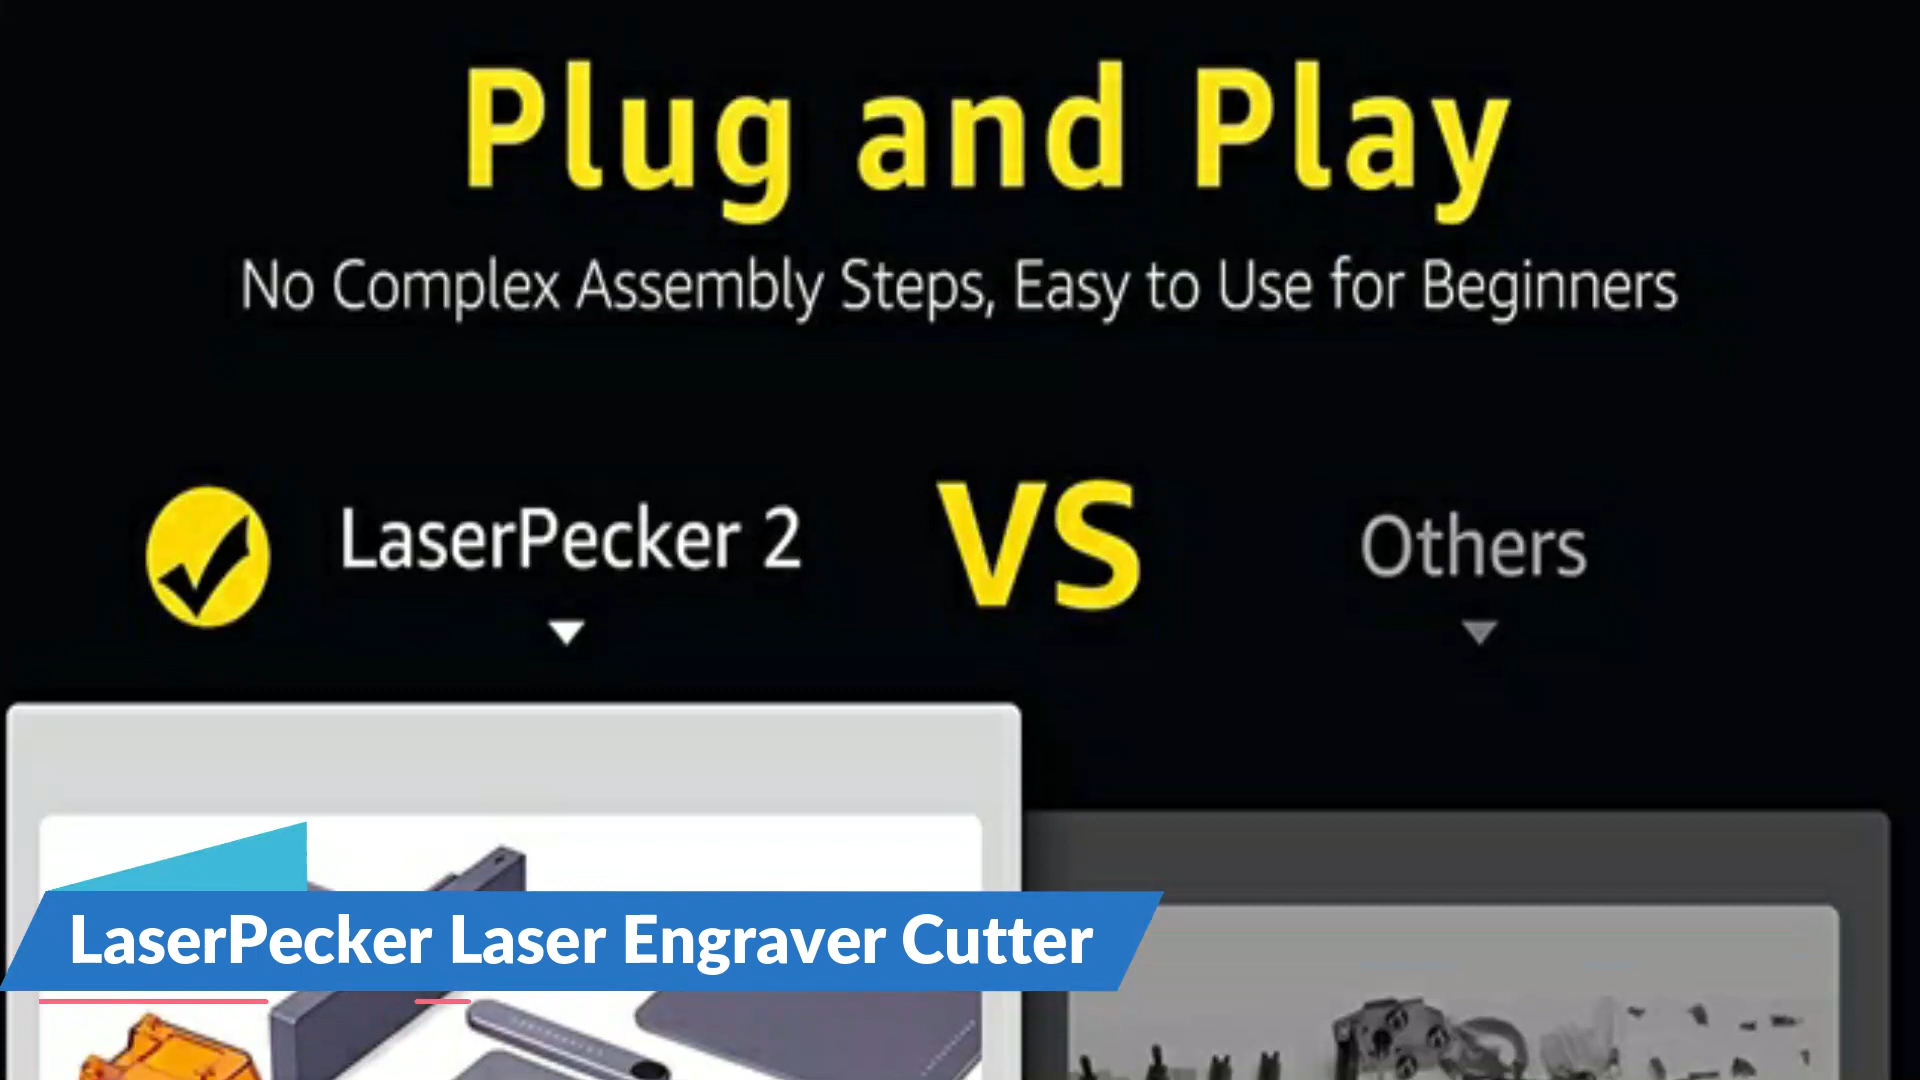 Plug and Play
No Complex Assembly Steps, Easy to Use for Beginners
LaserPecker 2 VS Others
LaserPecker Laser Engraver Cutter